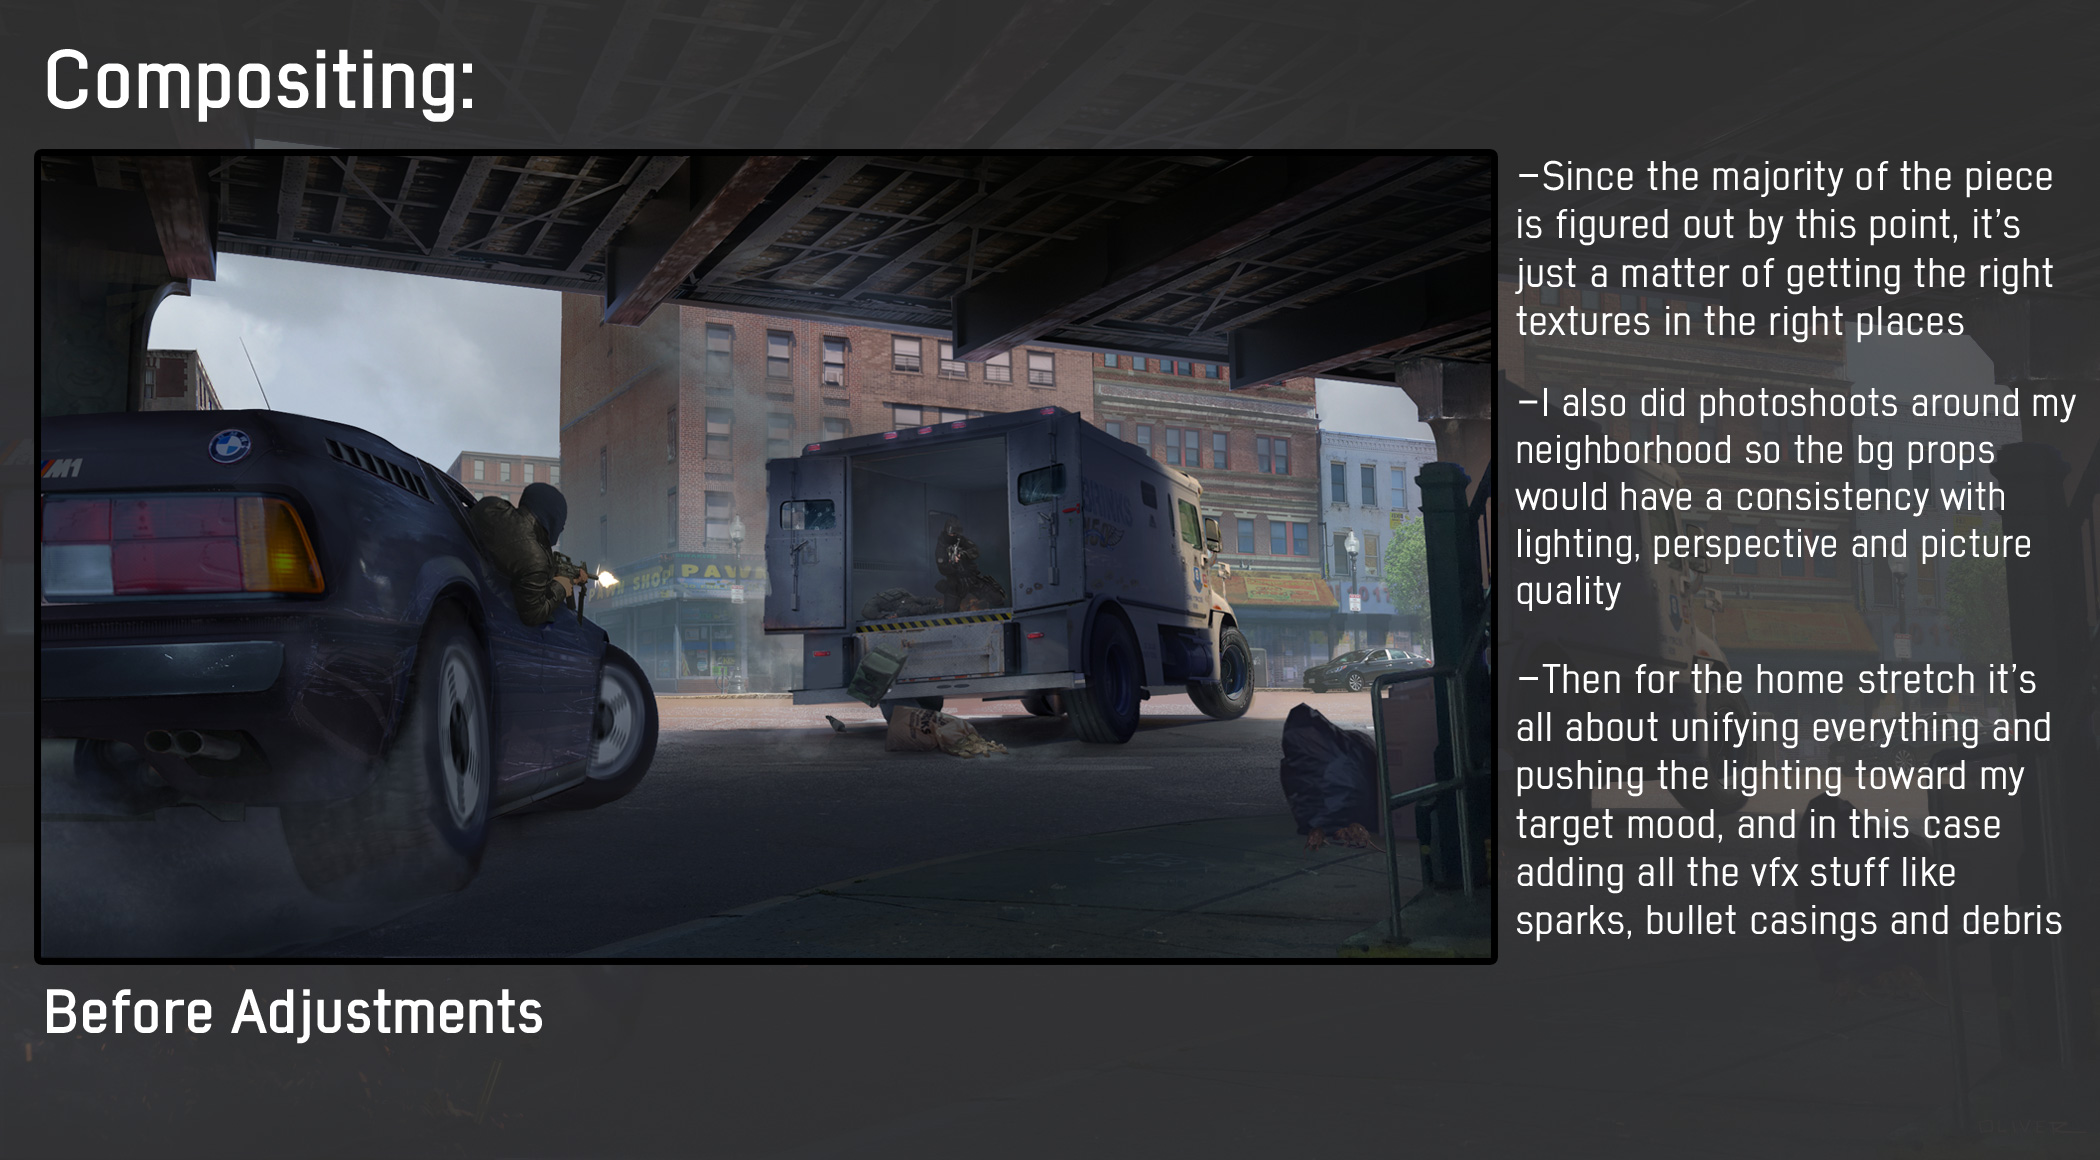 Compositing:
-Since the majority of the piece
is figured out by this point, it's
just a matter of getting the right
textures in the right places
-I also did photoshoots around my
neighborhood so the bg props
would have a consistency with
lighting, perspective and picture
quality
-Then for the home stretch it's
all about unifying everything and
pushing the lighting toward my
target mood, and in this case
adding all the vfx stuff like
sparks, bullet casings and debris
M1
SHOP PAWN
Before Adjustments